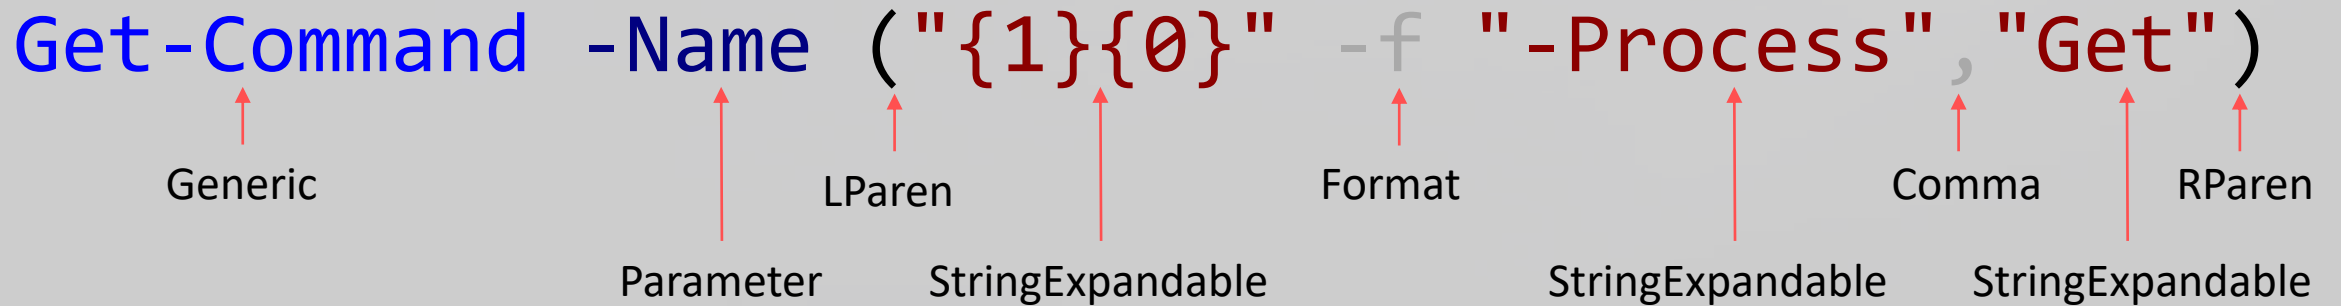 Get-Command -Name ("{1}{0}" -f "-Process","Get")
Generic LParen Format Comma RParen
Parameter StringExpandable StringExpandable StringExpandable